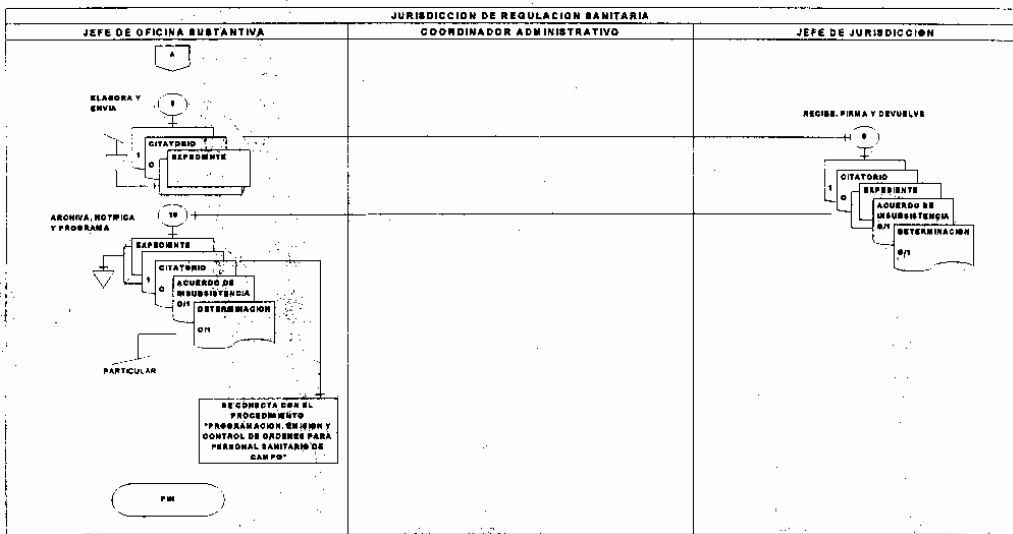 JURISDICCION DE REGULACION SANITARIA
JEFE DE OFICINA SUSTANTIVA
COORDINADOR ADMINISTRATIVO
JEFE DE JURISDICCION
A
ELABORA Y
ENVIA
CITATORIO
1
O
EXPEDIENTE
RECIBE, FIRMA Y DEVUELVE
9
1
CITATORIO
O
EXPEDIENTE
ACUERDO DE
INSUBSISTENCIA
O/1
DETERMINACION
O/1
ARCHIVA, NOTIFICA
Y PROGRAMA
10
EXPEDIENTE
1
CITATORIO
O
ACUERDO DE
INSUBSISTENCIA
O/1
DETERMINACION
O/1
PARTICULAR
SE CONECTA CON EL
PROCEDIMIENTO
"PROGRAMACION, EMISION Y
CONTROL DE ORDENES PARA
PERSONAL SANITARIO DE
CAMPO"
FIN